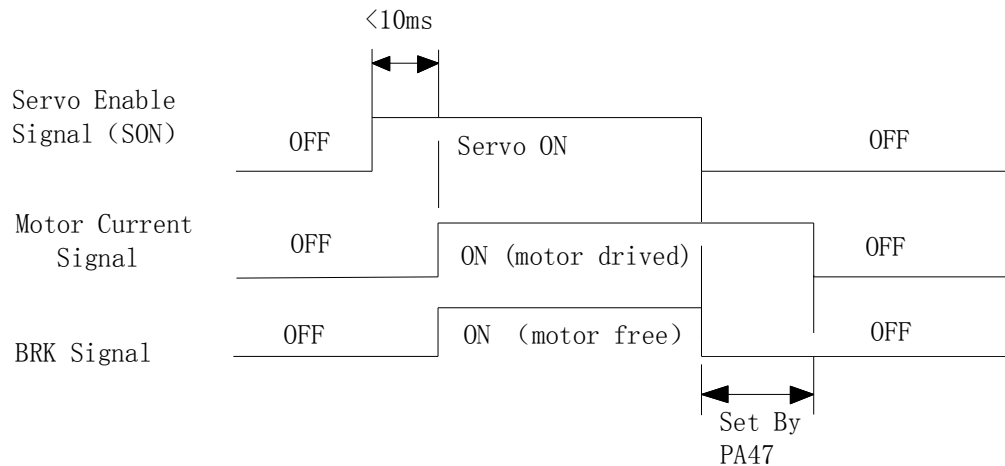 <10ms
Servo Enable
Signal（SON）
OFF
Servo ON
OFF
Motor Current
Signal
OFF
ON (motor drived)
OFF
BRK Signal
OFF
ON （motor free)
OFF
Set By
PA47